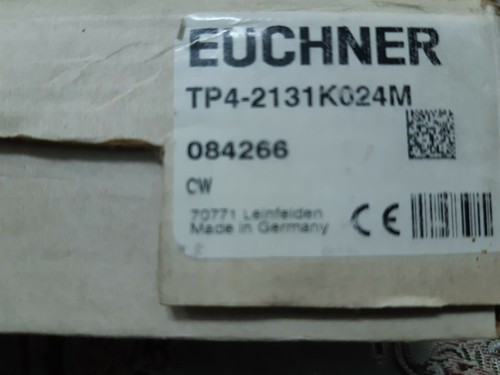 EUCHNER
TP4-2131K024M
084266
CW
70771 Leinfelden
Made in Germany
CE